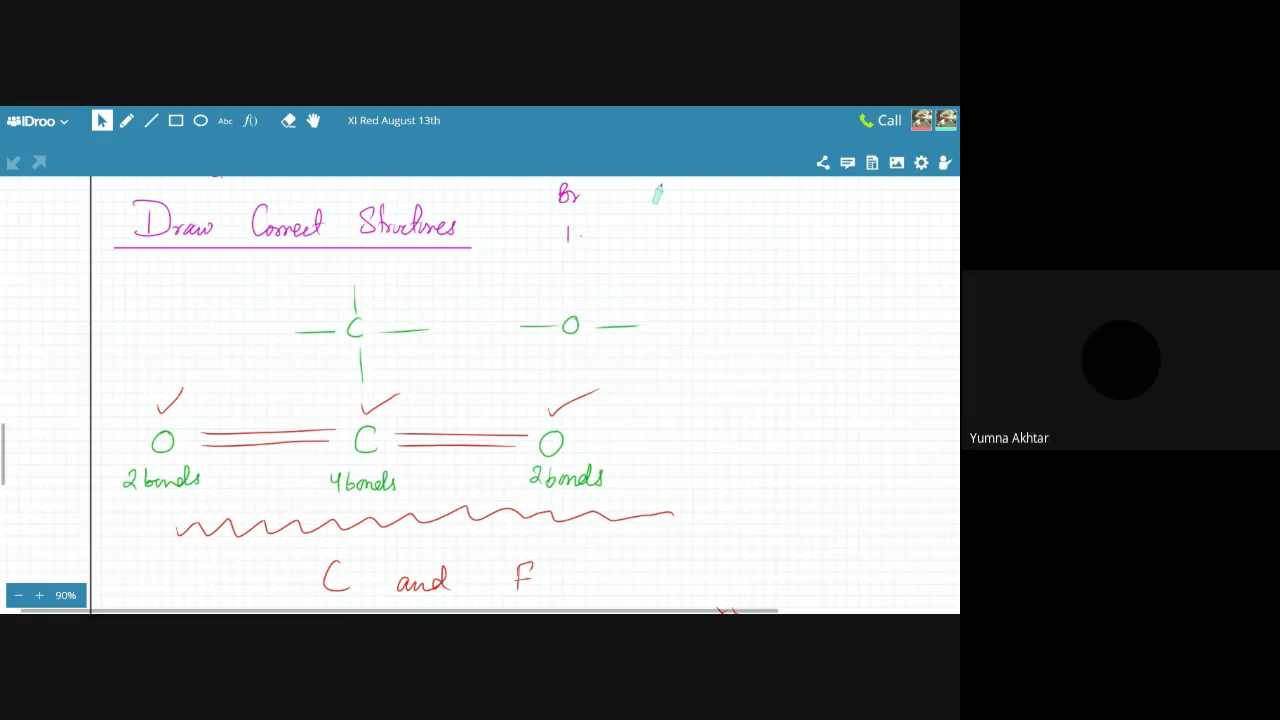 IDroo
Abc f() XI Red August 13th Call
Draw Correct Structures
Br
C
O
O C O
2 bonds 4 bonds 2 bonds
C and F
90%
Yumna Akhtar